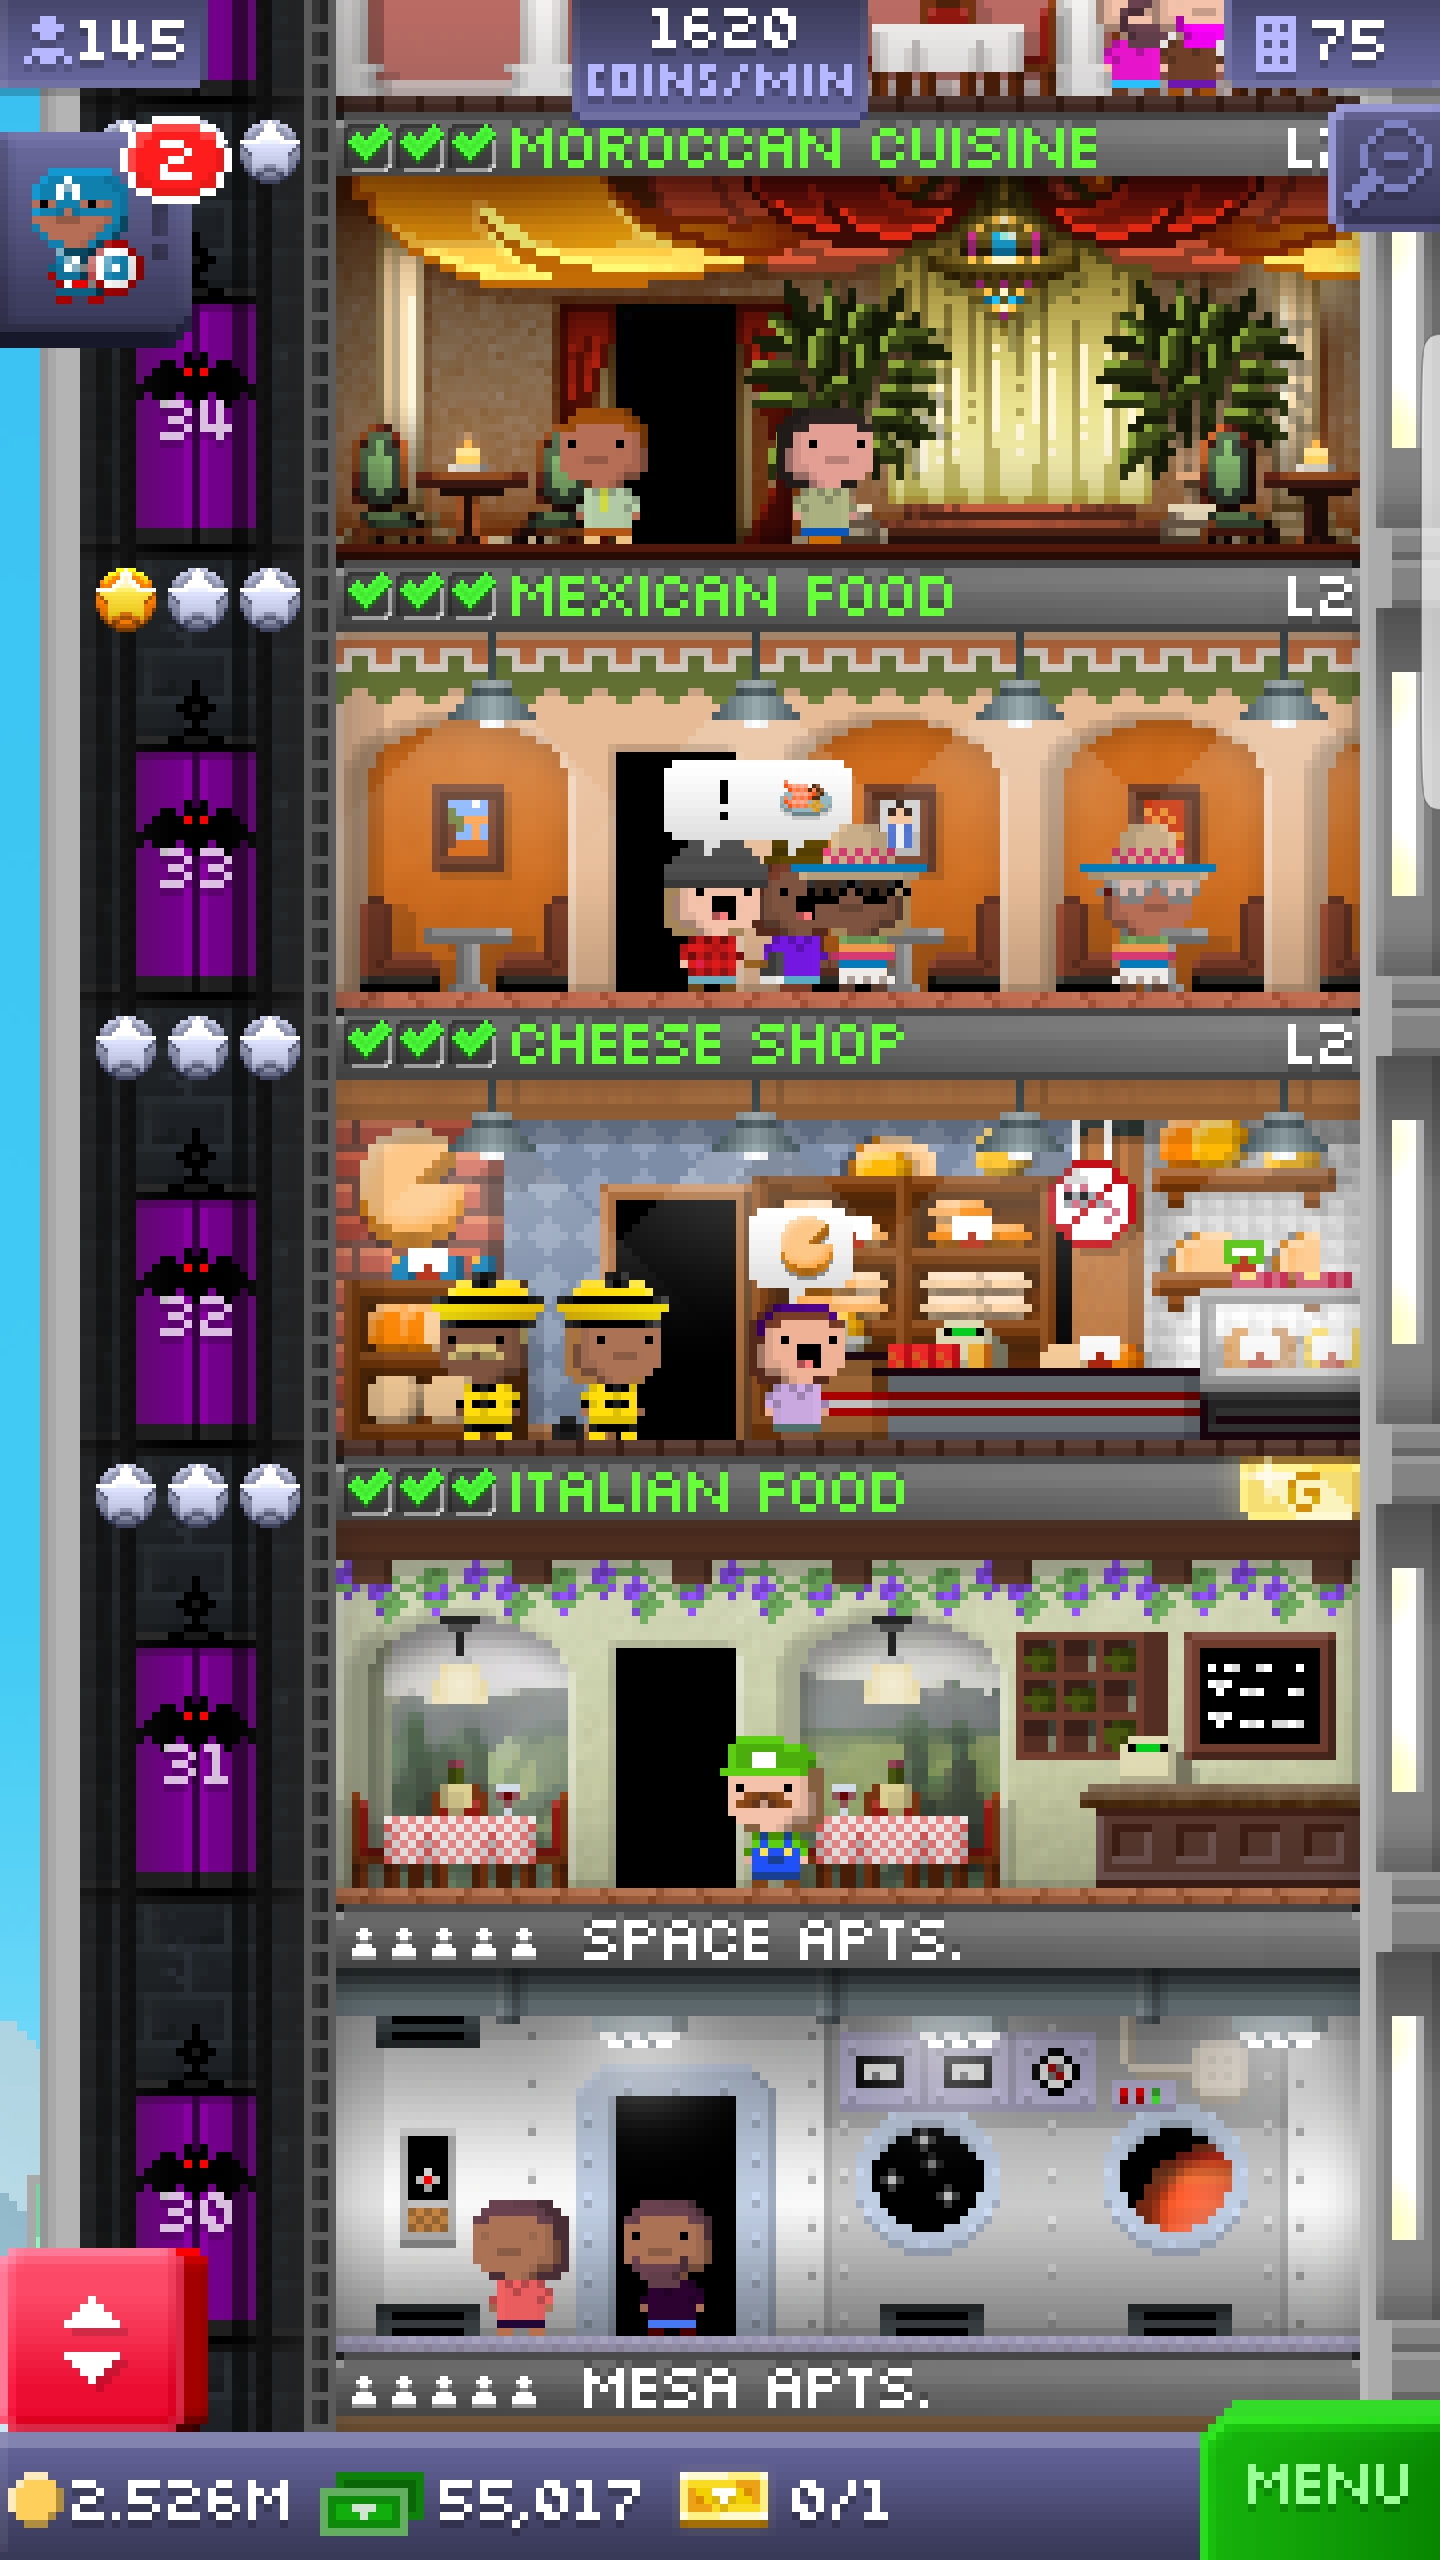 145
1620
COINS/MIN
75
2
MOROCCAN CUISINE
34
MEXICAN FOOD L2
!
33
CHEESE SHOP L2
32
ITALIAN FOOD G
31
SPACE APTS.
30
MESA APTS.
2.526M 55,017 0/1
MENU